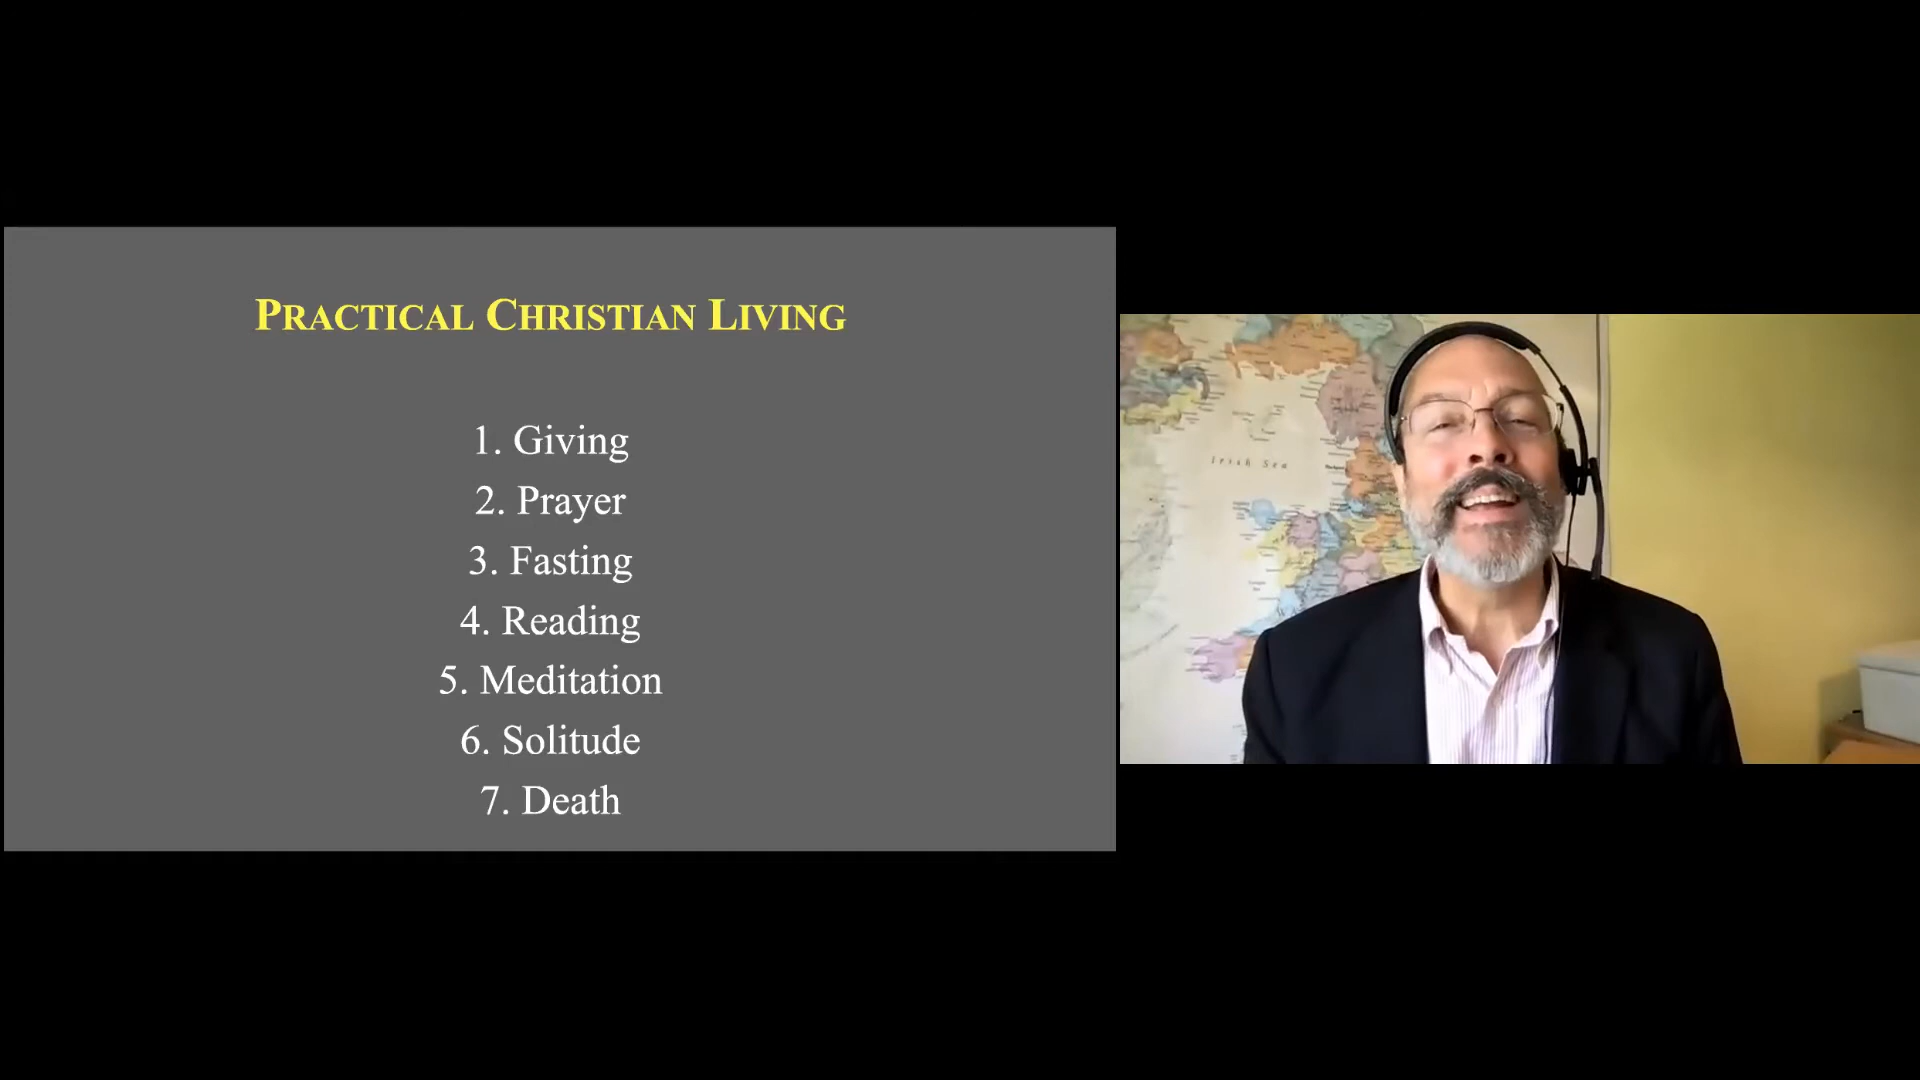 PRACTICAL CHRISTIAN LIVING
1. Giving
2. Prayer
3. Fasting
4. Reading
5. Meditation
6. Solitude
7. Death
Irish Sea